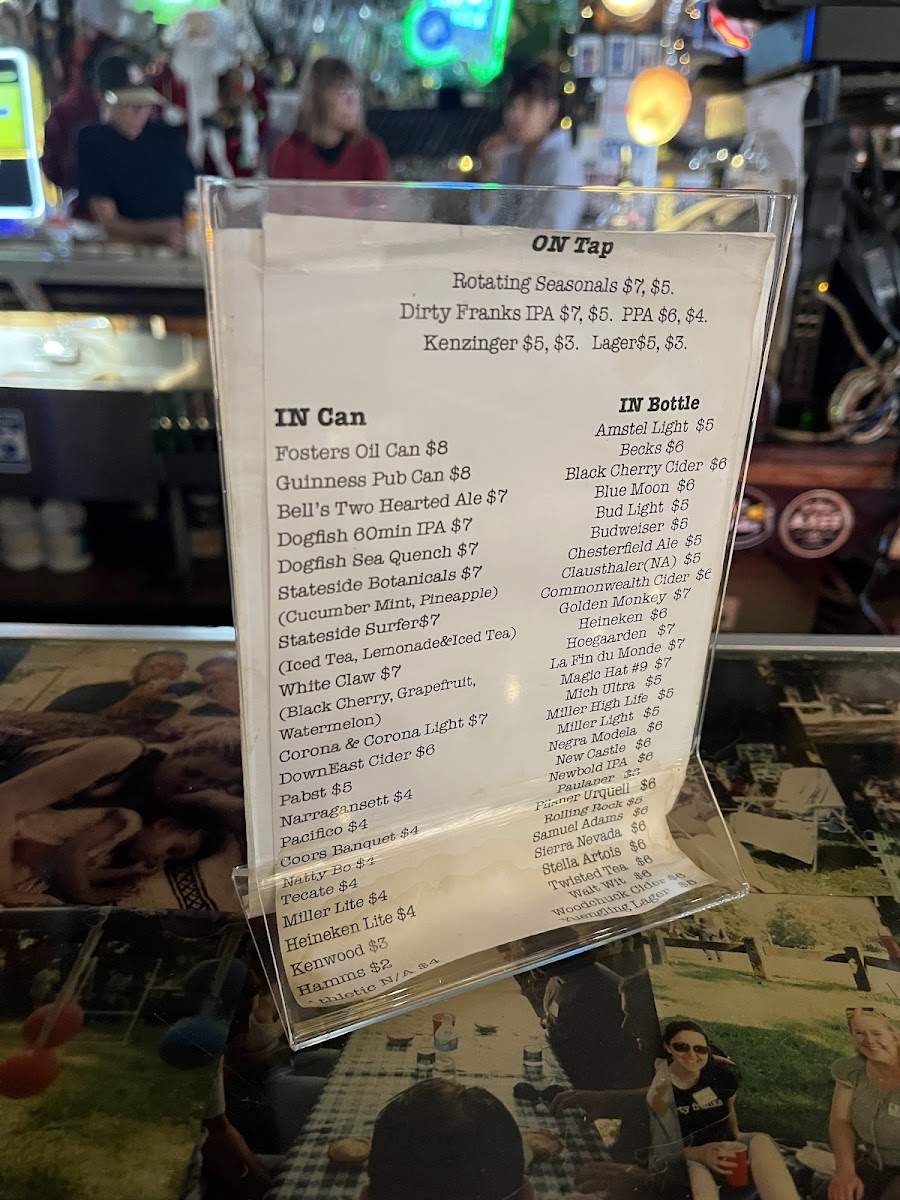 ON Tap
Rotating Seasonals $7, $5.
Dirty Franks IPA $7, $5. PPA $6, $4.
Kenzinger $5, $3. Lager$5, $3.
IN Can
Fosters Oil Can $8
Guinness Pub Can $8
Bell's Two Hearted Ale $7
Dogfish 60min IPA $7
Dogfish Sea Quench $7
Stateside Botanicals $7
(Cucumber Mint, Pineapple)
Stateside Surfer$7
(Iced Tea, Lemonade&Iced Tea)
White Claw $7
(Black Cherry, Grapefruit,
Watermelon)
Corona & Corona Light $7
DownEast Cider $6
Pabst $5
Narragansett $4
Pacifico $4
Coors Banquet $4
Natty Bo $4
Tecate $4
Miller Lite $4
Heineken Lite $4
Kenwood $3
Hamms $2
Athletic N/A $4
IN Bottle
Amstel Light $5
Becks $6
Black Cherry Cider $6
Blue Moon $6
Bud Light $5
Budweiser $5
Chesterfield Ale $5
Clausthaler(NA) $5
Commonwealth Cider $6
Golden Monkey $7
Heineken $6
Hoegaarden $7
La Fin du Monde $7
Magic Hat #9 $7
Mich Ultra $5
Miller High Life $5
Miller Light $5
Negra Modela $6
New Castle $6
Newbold IPA $6
Paulaner $6
Pilsner Urquell $6
Rolling Rock $5
Samuel Adams $6
Sierra Nevada $6
Stella Artois $6
Twisted Tea $6
Walt Wit $6
Woodchuck Cider $6
Yuengling Lager $5